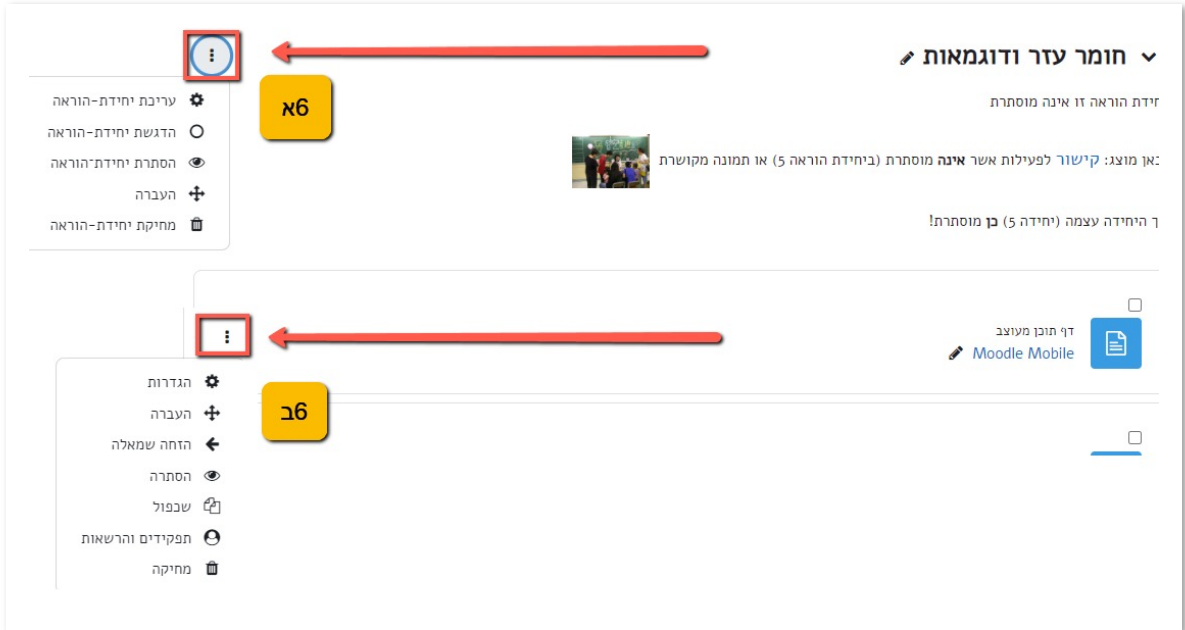 חומר עזר ודוגמאות
חידת הוראה זו אינה מוסתרת
כאן מוצג: קישור לפעילות אשר אינה מוסתרת (ביחידת הוראה 5) או תמונה מקושרת
ך היחידה עצמה (יחידה 5) כן מוסתרת!
6א
עריכת יחידת-הוראה
הדגשת יחידת-הוראה
הסתרת יחידת־הוראה
העברה
מחיקת יחידת-הוראה
דף תוכן מעוצב
Moodle Mobile
6ב
הגדרות
העברה
הזחה שמאלה
הסתרה
שכפול
תפקידים והרשאות
מחיקה